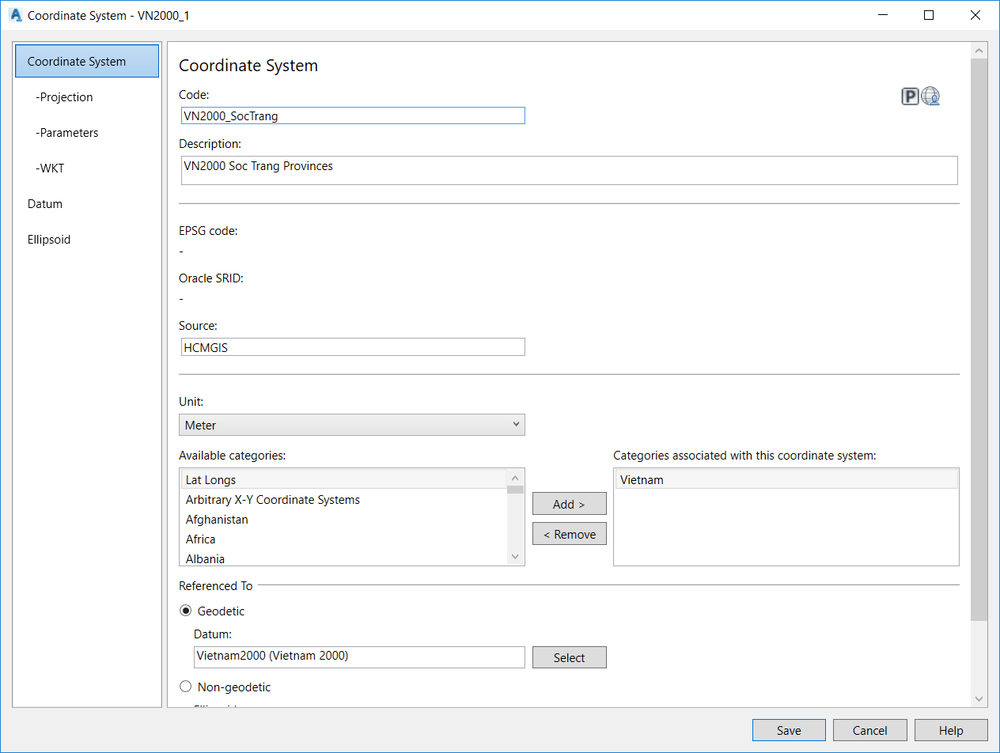 Coordinate System - VN2000_1
Coordinate System
-Projection
-Parameters
-WKT
Datum
Ellipsoid
Coordinate System
Code:
P
VN2000_SocTrang
Description:
VN2000 Soc Trang Provinces
EPSG code:
-
Oracle SRID:
-
Source:
HCMGIS
Unit:
Meter
Available categories:
Lat Longs
Arbitrary X-Y Coordinate Systems
Afghanistan
Africa
Albania
Add >
< Remove
Categories associated with this coordinate system:
Vietnam
Referenced To
Geodetic
Datum:
Vietnam2000 (Vietnam 2000)
Select
Non-geodetic
Save
Cancel
Help